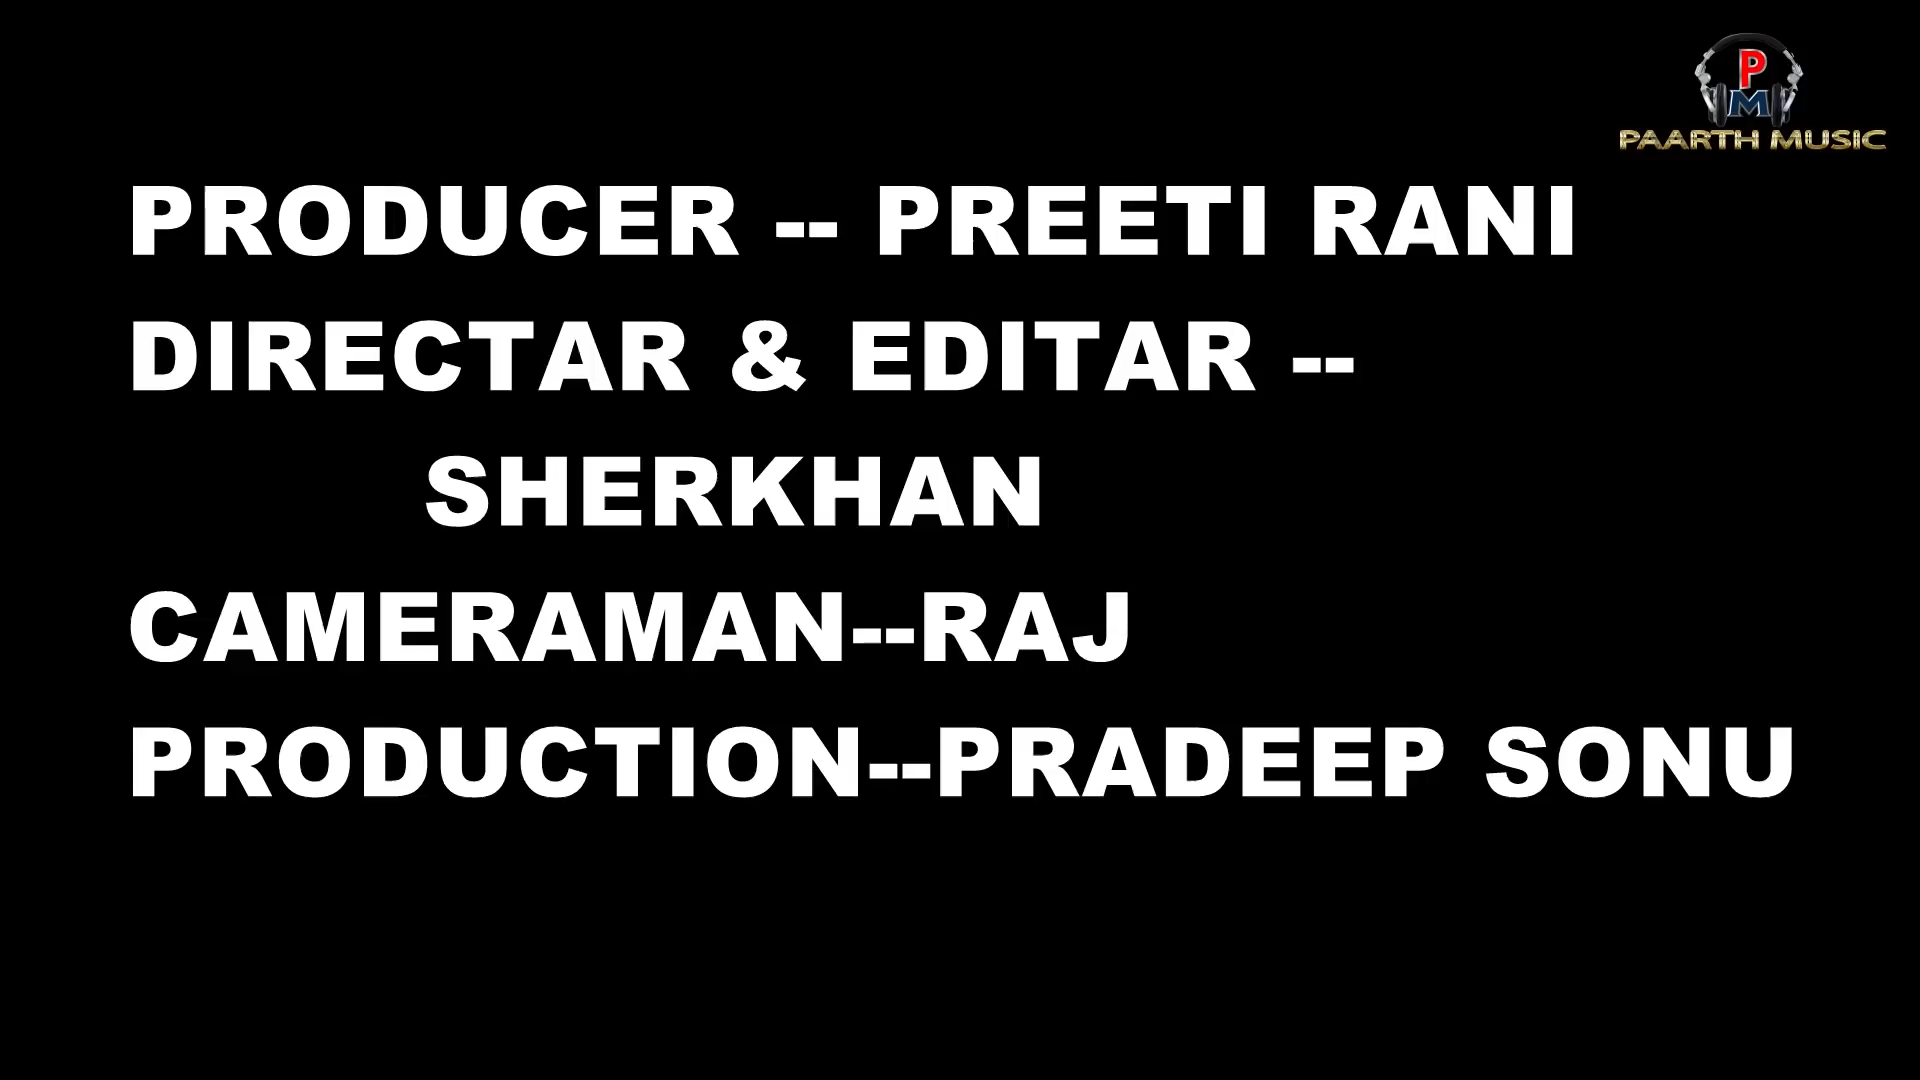 P
M
PAARTH MUSIC
PRODUCER -- PREETI RANI
DIRECTAR & EDITAR --
SHERKHAN
CAMERAMAN--RAJ
PRODUCTION--PRADEEP SONU